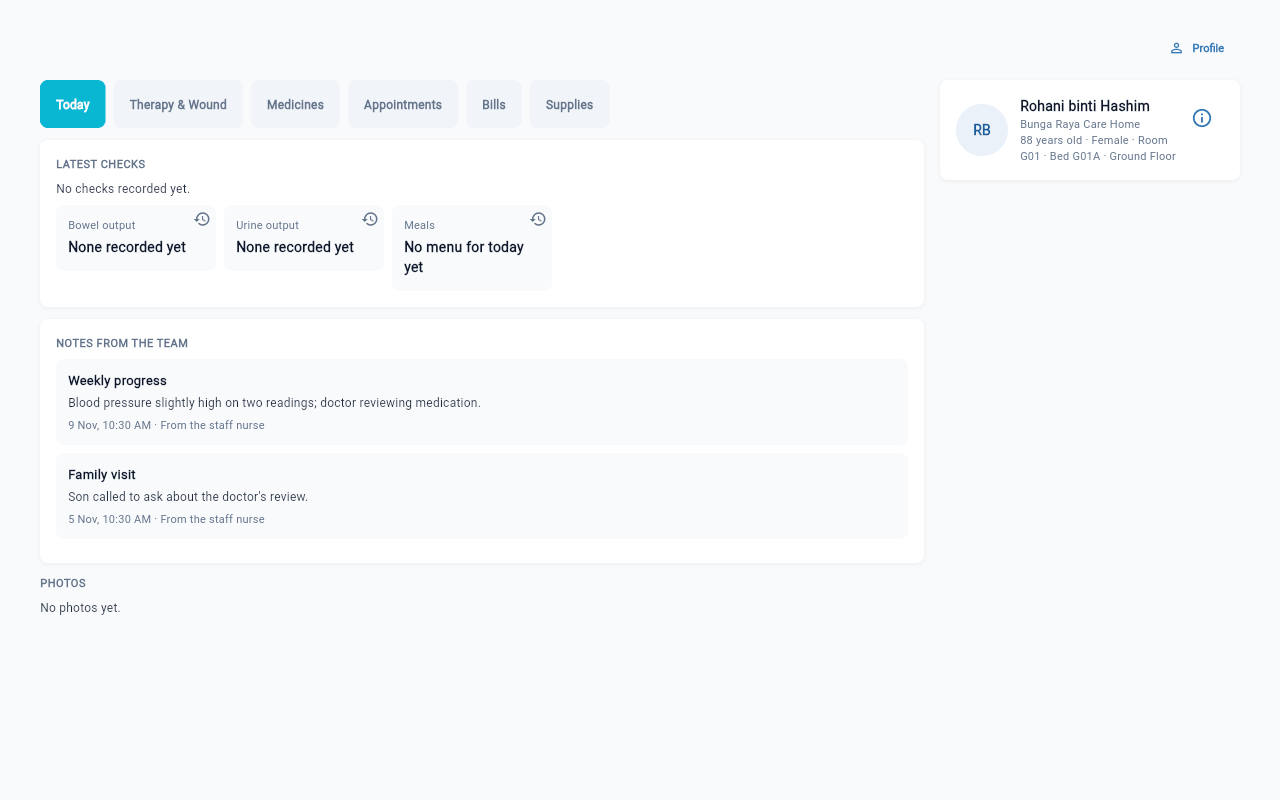 Profile
Today
Therapy & Wound
Medicines
Appointments
Bills
Supplies
RB
Rohani binti Hashim
Bunga Raya Care Home
88 years old · Female · Room
G01 · Bed G01A · Ground Floor
LATEST CHECKS
No checks recorded yet.
Bowel output
None recorded yet
Urine output
None recorded yet
Meals
No menu for today
yet
NOTES FROM THE TEAM
Weekly progress
Blood pressure slightly high on two readings; doctor reviewing medication.
9 Nov, 10:30 AM · From the staff nurse
Family visit
Son called to ask about the doctor's review.
5 Nov, 10:30 AM · From the staff nurse
PHOTOS
No photos yet.